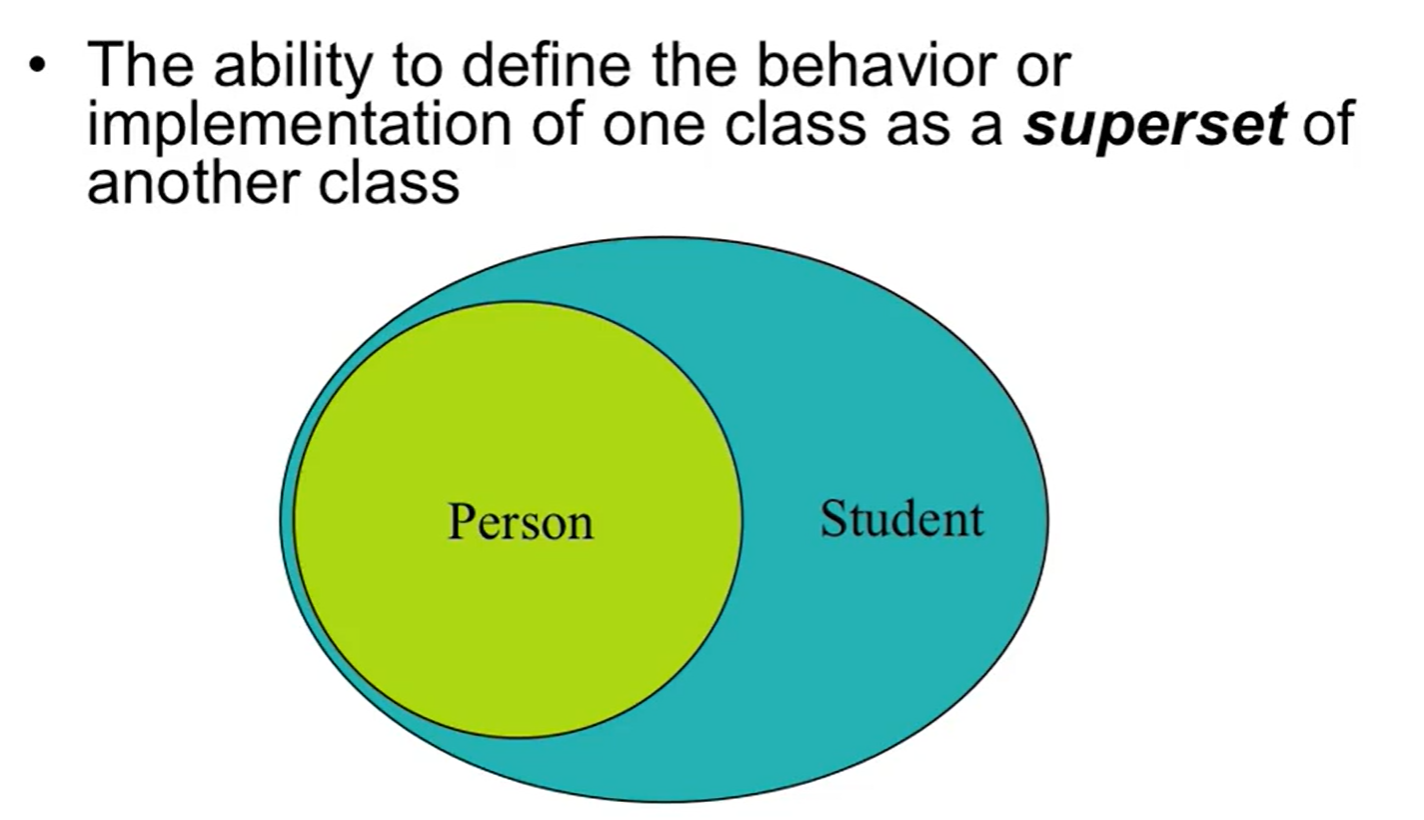 • The ability to define the behavior or
implementation of one class as a superset of
another class
Person
Student